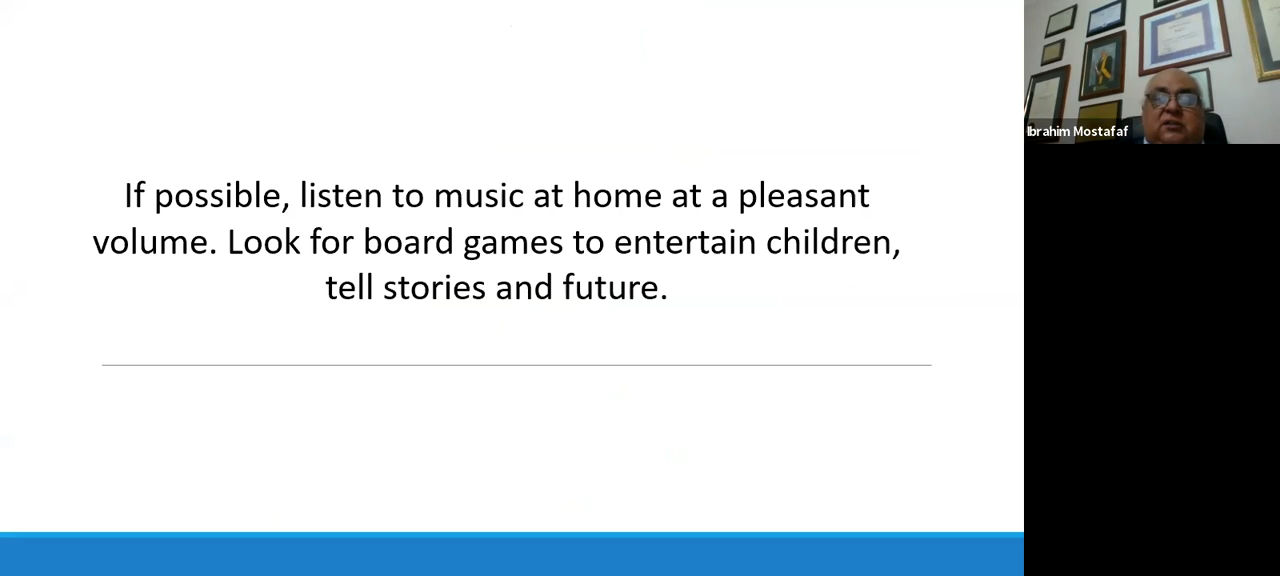 If possible, listen to music at home at a pleasant
volume. Look for board games to entertain children,
tell stories and future.
Ibrahim Mostafaf